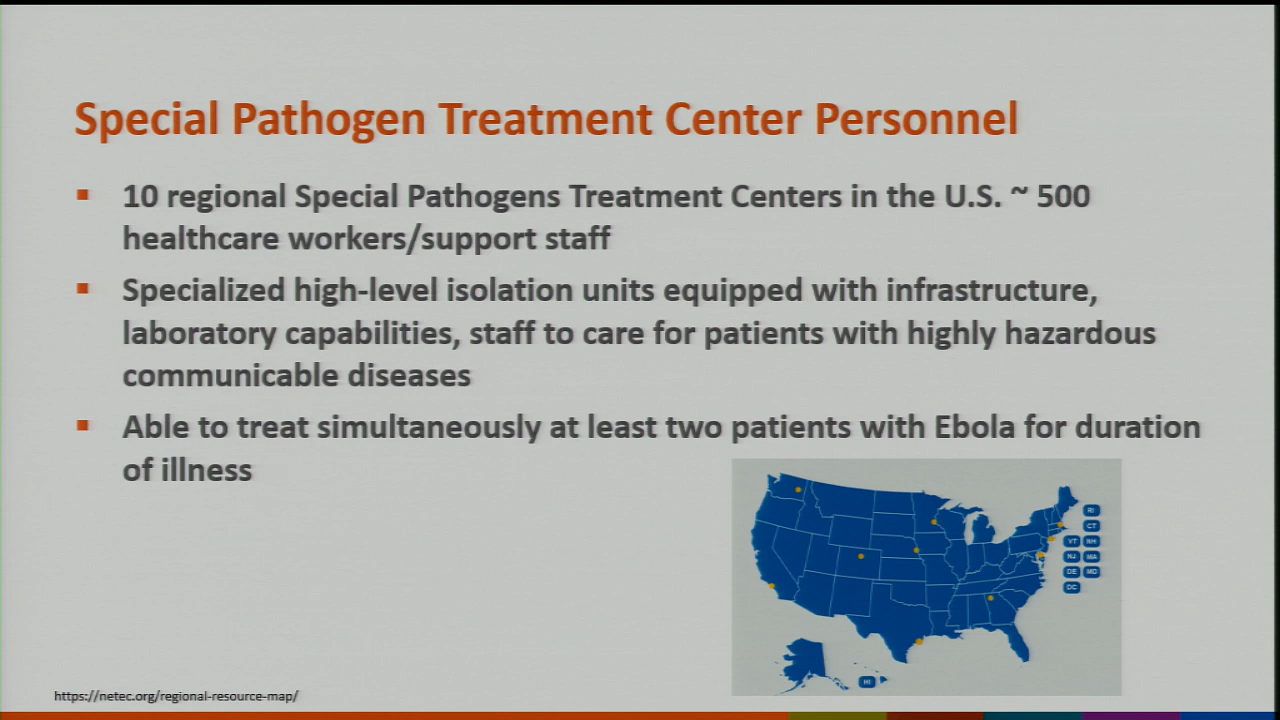 Special Pathogen Treatment Center Personnel
10 regional Special Pathogens Treatment Centers in the U.S. ~ 500
healthcare workers/support staff
Specialized high-level isolation units equipped with infrastructure,
laboratory capabilities, staff to care for patients with highly hazardous
communicable diseases
Able to treat simultaneously at least two patients with Ebola for duration
of illness
RI
CT
VT NH
NJ MA
DE MD
DC
HI
https://netec.org/regional-resource-map/